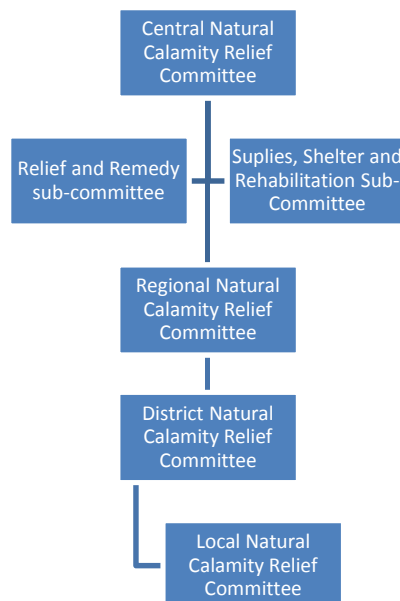 Central Natural
Calamity Relief
Committee
Relief and Remedy
sub-committee
Suplies, Shelter and
Rehabilitation Sub-
Committee
Regional Natural
Calamity Relief
Committee
District Natural
Calamity Relief
Committee
Local Natural
Calamity Relief
Committee